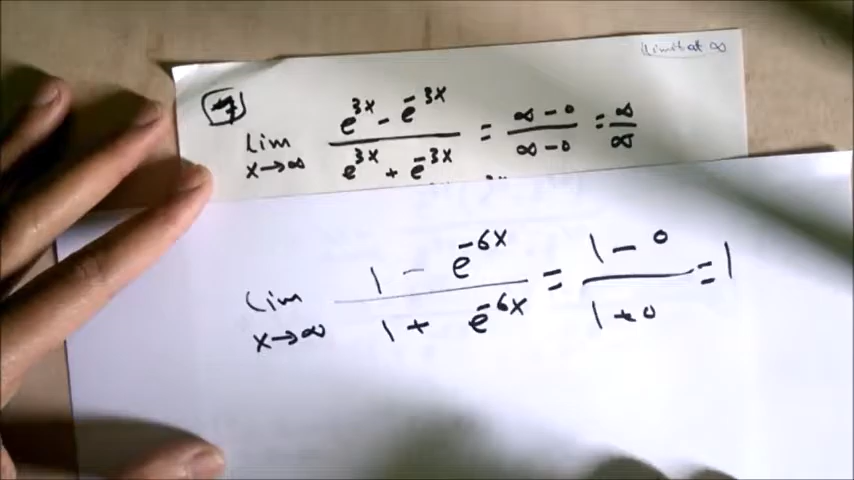 Limit at ∞
7
lim x→∞ (e^{3x} - e^{-3x}) / (e^{3x} + e^{-3x}) = (∞ - 0) / (∞ - 0) = ∞ / ∞
lim x→∞ (1 - e^{-6x}) / (1 + e^{-6x}) = (1 - 0) / (1 + 0) = 1